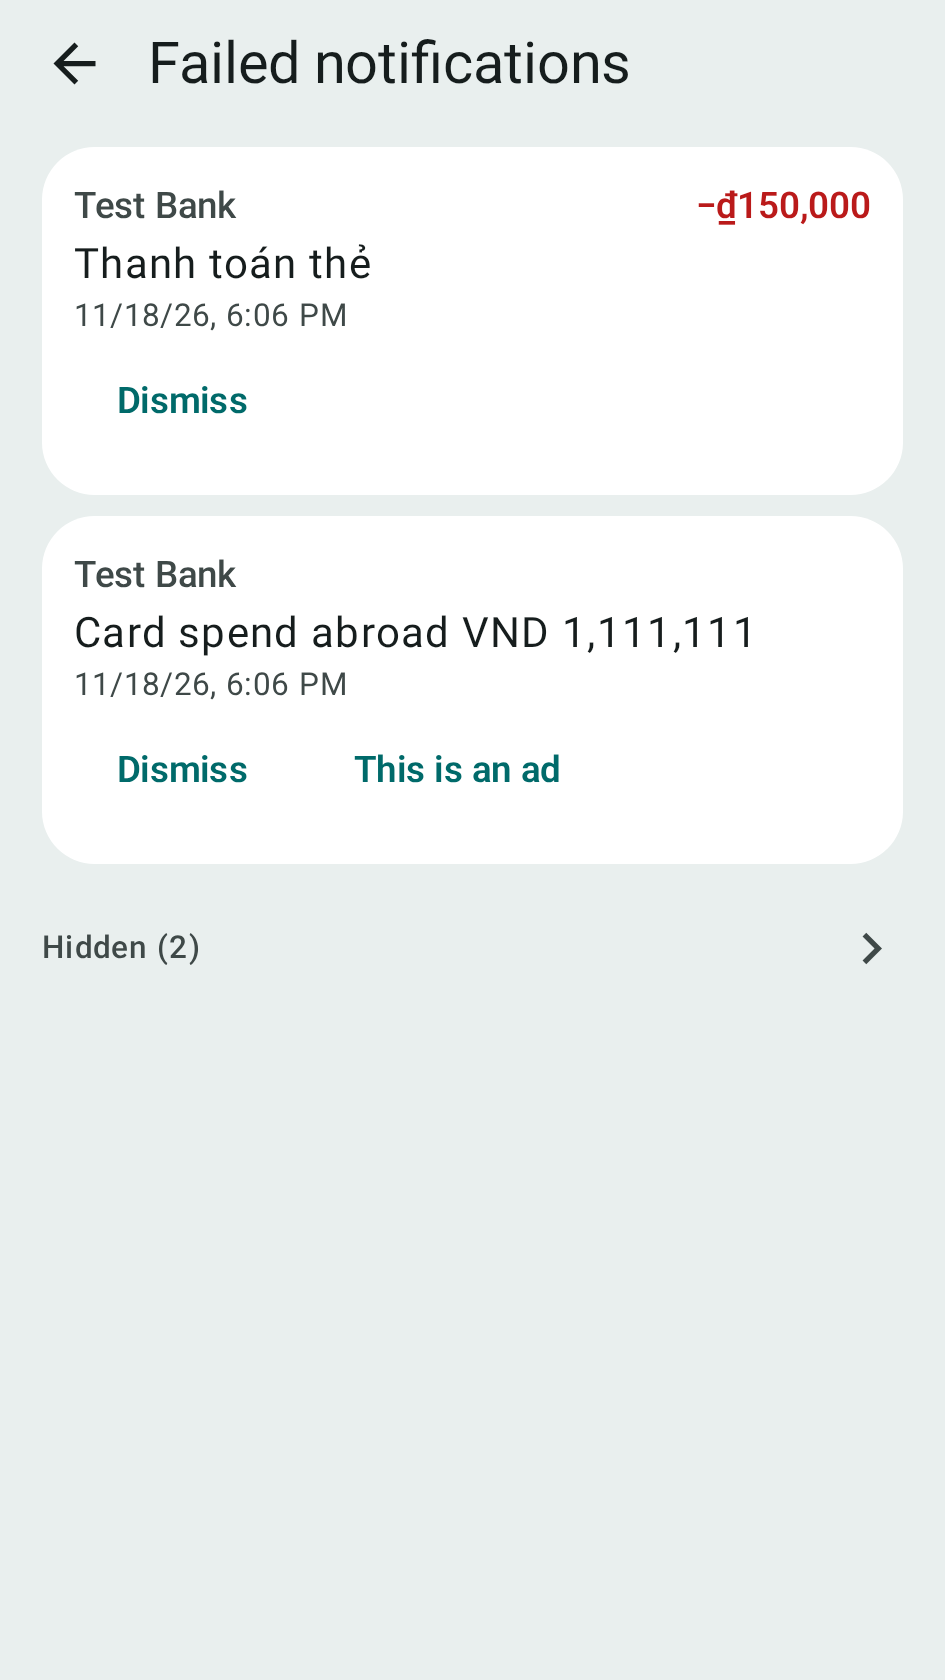 Failed notifications
Test Bank
−₫150,000
Thanh toán thẻ
11/18/26, 6:06 PM
Dismiss
Test Bank
Card spend abroad VND 1,111,111
11/18/26, 6:06 PM
Dismiss This is an ad
Hidden (2)